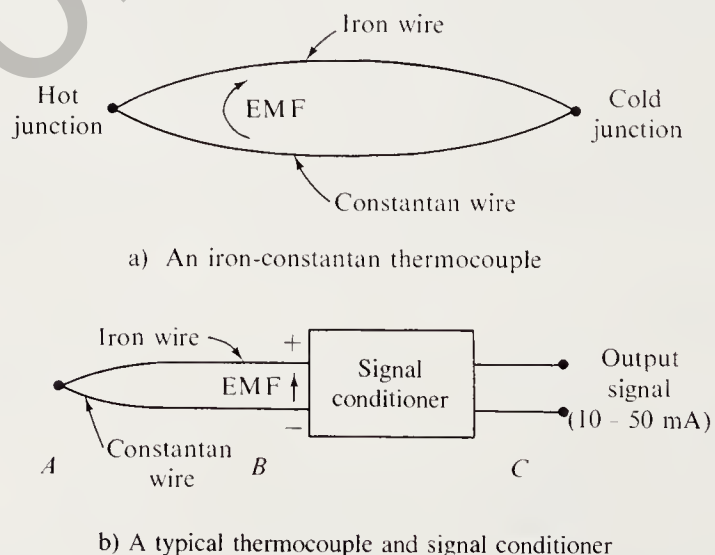 Iron wire
Hot
junction
EMF
Cold
junction
Constantan wire
a) An iron-constantan thermocouple
Iron wire
+
EMF
−
Signal
conditioner
Output
signal
(10 - 50 mA)
Constantan
wire
A
B
C
b) A typical thermocouple and signal conditioner